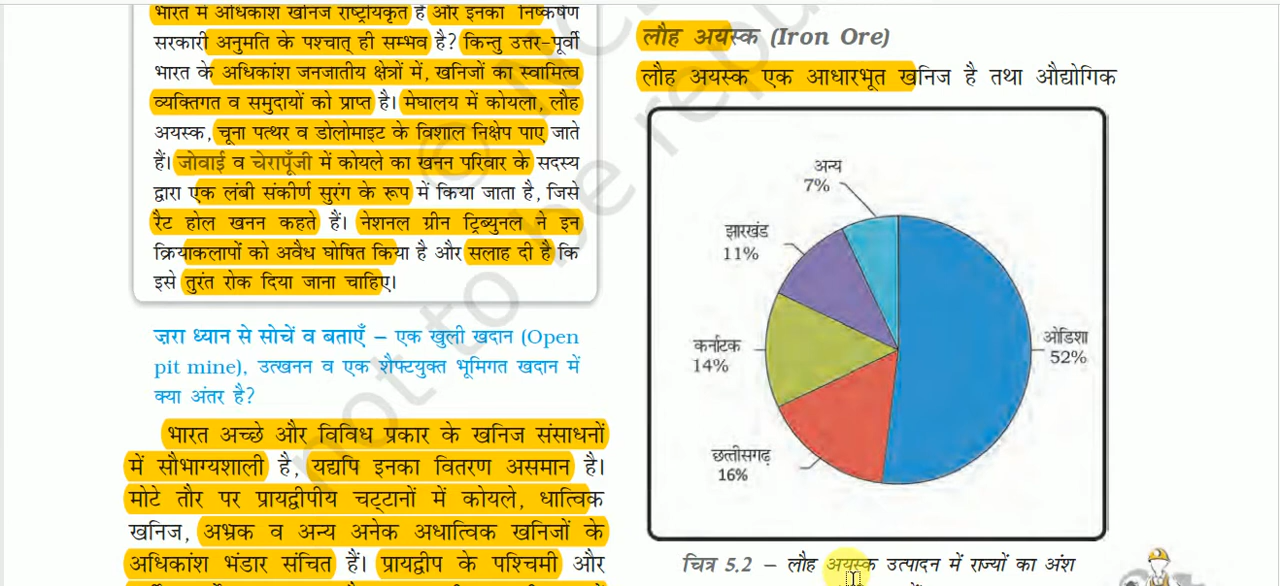 भारत में अधिकांश खनिज राष्ट्रीयकृत हैं और इनका निष्कर्षण
सरकारी अनुमति के पश्चात् ही सम्भव है? किन्तु उत्तर-पूर्वी
भारत के अधिकांश जनजातीय क्षेत्रों में, खनिजों का स्वामित्व
व्यक्तिगत व समुदायों को प्राप्त है। मेघालय में कोयला, लौह
अयस्क, चूना पत्थर व डोलोमाइट के विशाल निक्षेप पाए जाते
हैं। जोवाई व चेरापूँजी में कोयले का खनन परिवार के सदस्य
द्वारा एक लंबी संकीर्ण सुरंग के रूप में किया जाता है, जिसे
रैट होल खनन कहते हैं। नेशनल ग्रीन ट्रिब्युनल ने इन
क्रियाकलापों को अवैध घोषित किया है और सलाह दी है कि
इसे तुरंत रोक दिया जाना चाहिए।
ज़रा ध्यान से सोचें व बताएँ – एक खुली खदान (Open
pit mine), उत्खनन व एक शैफ्टयुक्त भूमिगत खदान में
क्या अंतर है?
भारत अच्छे और विविध प्रकार के खनिज संसाधनों
में सौभाग्यशाली है, यद्यपि इनका वितरण असमान है।
मोटे तौर पर प्रायद्वीपीय चट्टानों में कोयले, धात्विक
खनिज, अभ्रक व अन्य अनेक अधात्विक खनिजों के
अधिकांश भंडार संचित हैं। प्रायद्वीप के पश्चिमी और
लौह अयस्क (Iron Ore)
लौह अयस्क एक आधारभूत खनिज है तथा औद्योगिक
अन्य
7%
झारखंड
11%
कर्नाटक
14%
छत्तीसगढ़
16%
ओडिशा
52%
चित्र 5.2 – लौह अयस्क उत्पादन में राज्यों का अंश
not to be repu